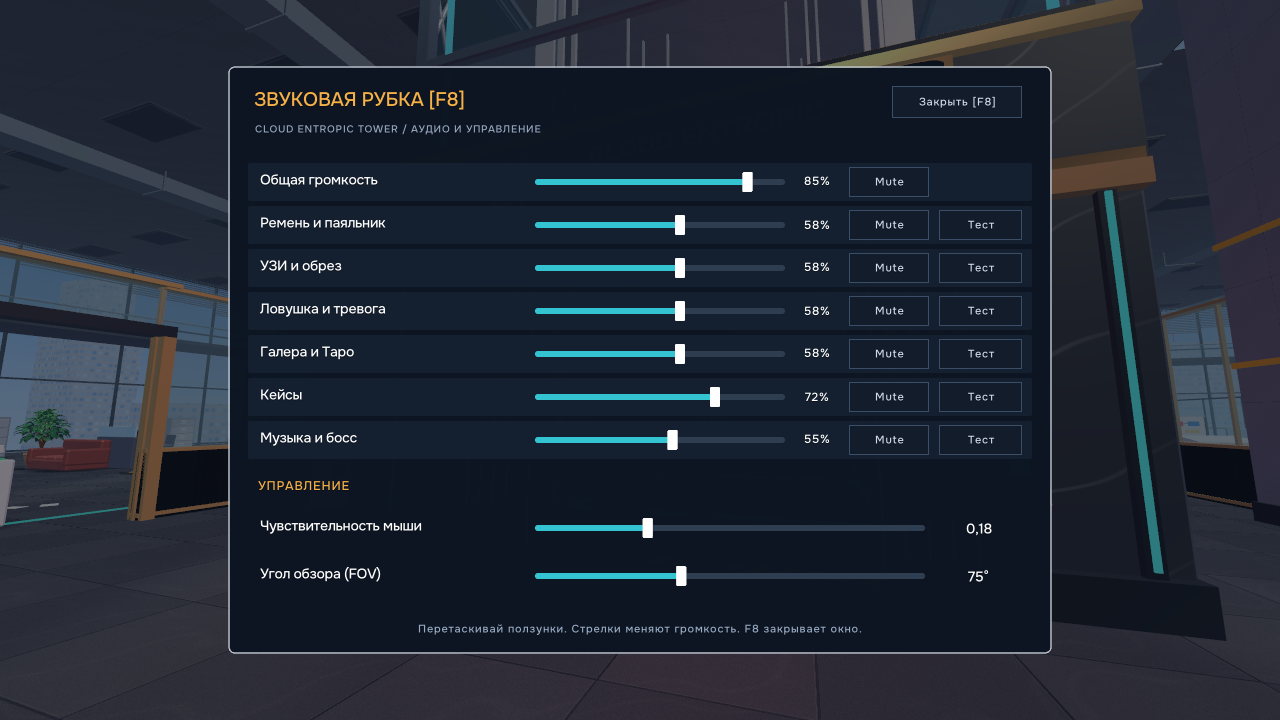 ЗВУКОВАЯ РУБКА [F8]
Закрыть [F8]
CLOUD ENTROPIC TOWER / АУДИО И УПРАВЛЕНИЕ
Общая громкость 85% Mute
Ремень и паяльник 58% Mute Тест
УЗИ и обрез 58% Mute Тест
Ловушка и тревога 58% Mute Тест
Галера и Таро 58% Mute Тест
Кейсы 72% Mute Тест
Музыка и босс 55% Mute Тест
УПРАВЛЕНИЕ
Чувствительность мыши 0,18
Угол обзора (FOV) 75°
Перетаскивай ползунки. Стрелки меняют громкость. F8 закрывает окно.